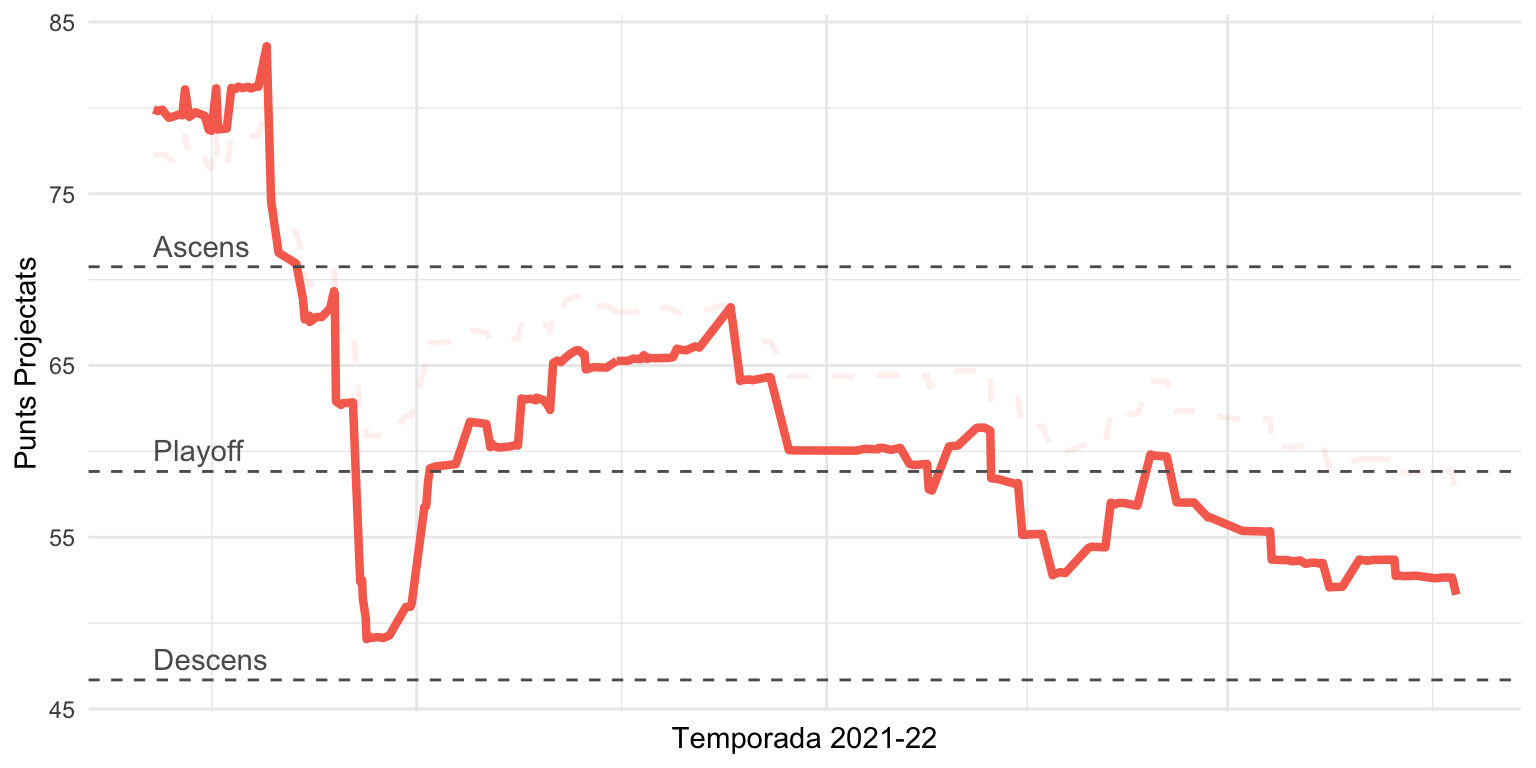 85
75
65
55
45
Punts Projectats
Ascens
Playoff
Descens
Temporada 2021-22